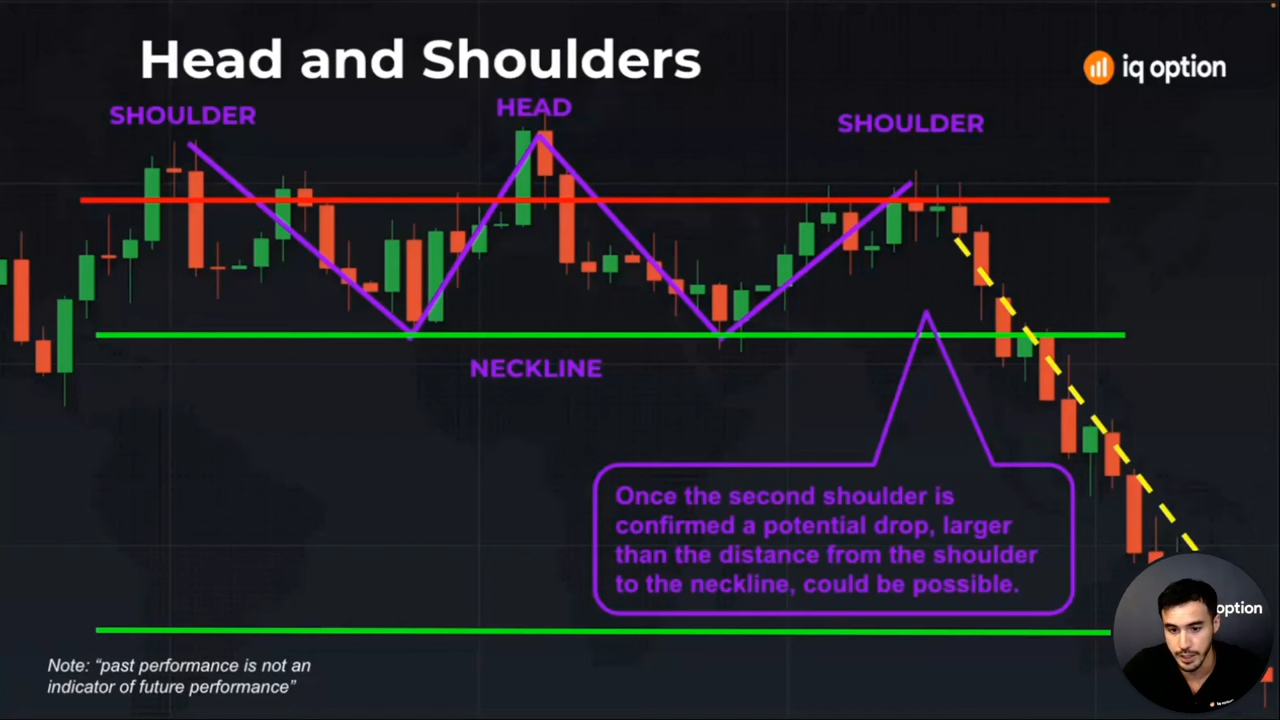 Head and Shoulders
iq option
SHOULDER
HEAD
SHOULDER
NECKLINE
Once the second shoulder is
confirmed a potential drop, larger
than the distance from the shoulder
to the neckline, could be possible.
option
Note: “past performance is not an
indicator of future performance”